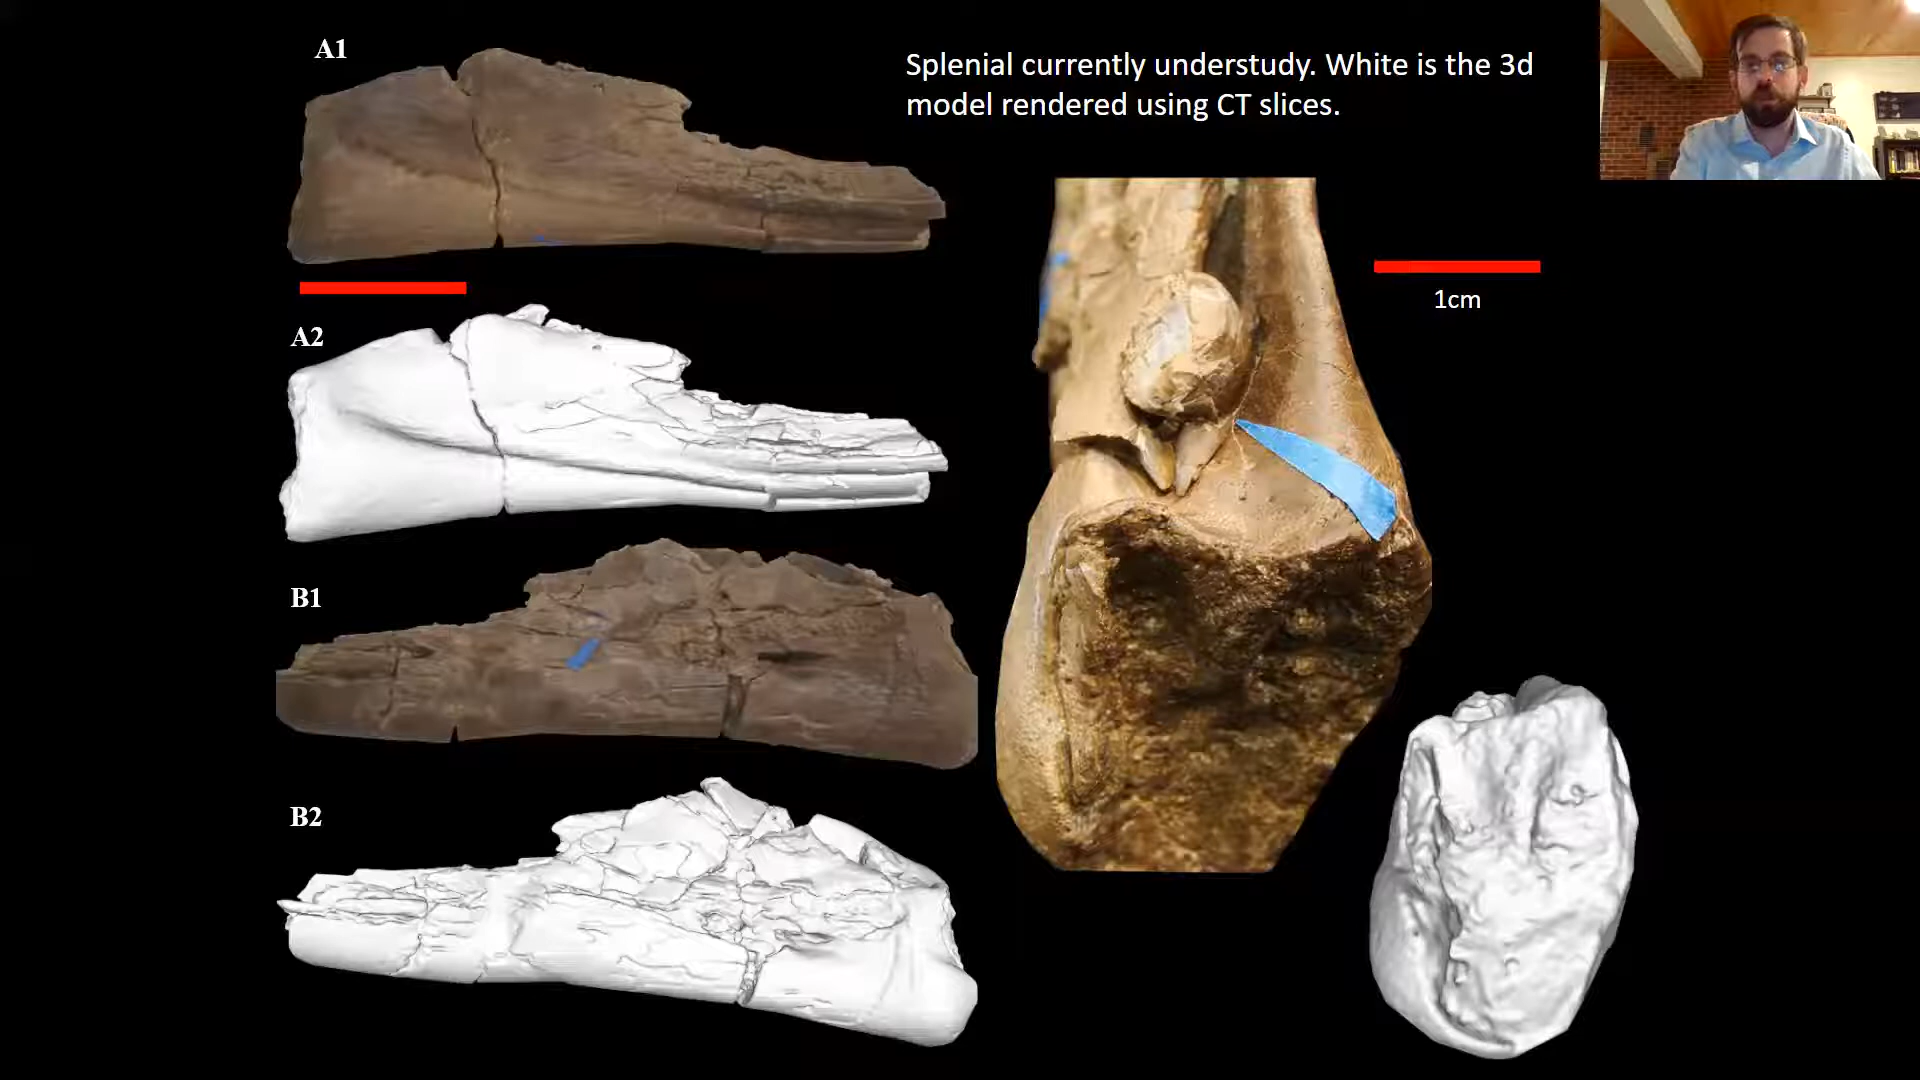 A1
Splenial currently understudy. White is the 3d
model rendered using CT slices.
1cm
A2
B1
B2